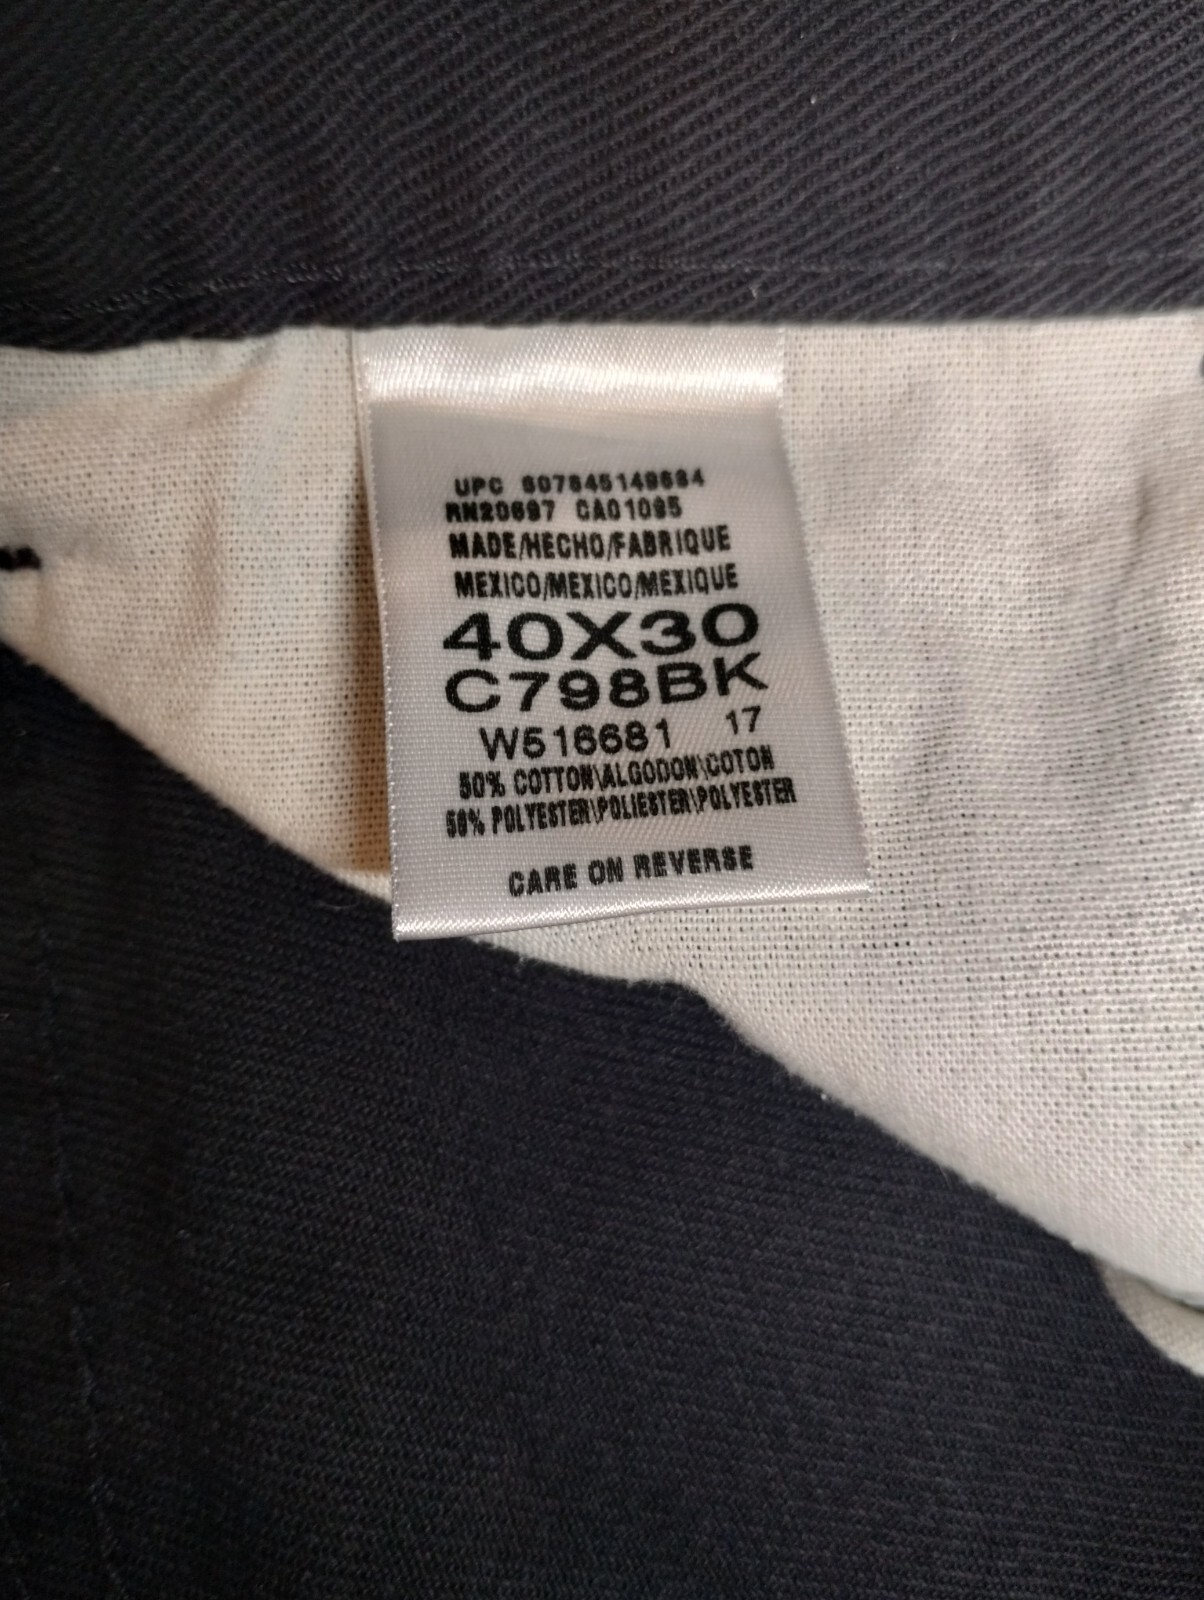 UPC 607645149684
RN20697 CA01095
MADE/HECHO/FABRIQUE
MEXICO/MEXICO/MEXIQUE
40X30
C798BK
W516681 17
50% COTTON\ALGODON\COTON
50% POLYESTER\POLIESTER\POLYESTER
CARE ON REVERSE